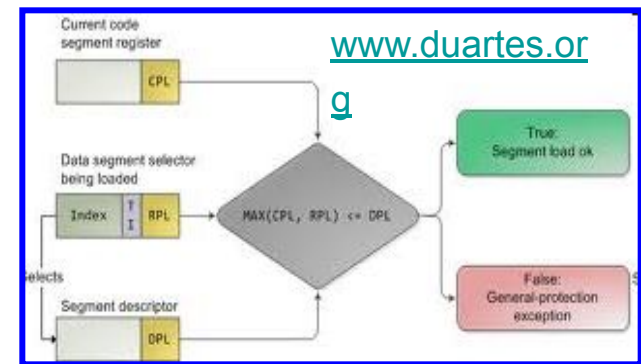 Current code
segment register
CPL
www.duartes.or
g
Data segment selector
being loaded
Index
T
I
RPL
MAX(CPL, RPL) <= DPL
True:
Segment load ok
Selects
Segment descriptor
DPL
False:
General-protection
exception
S